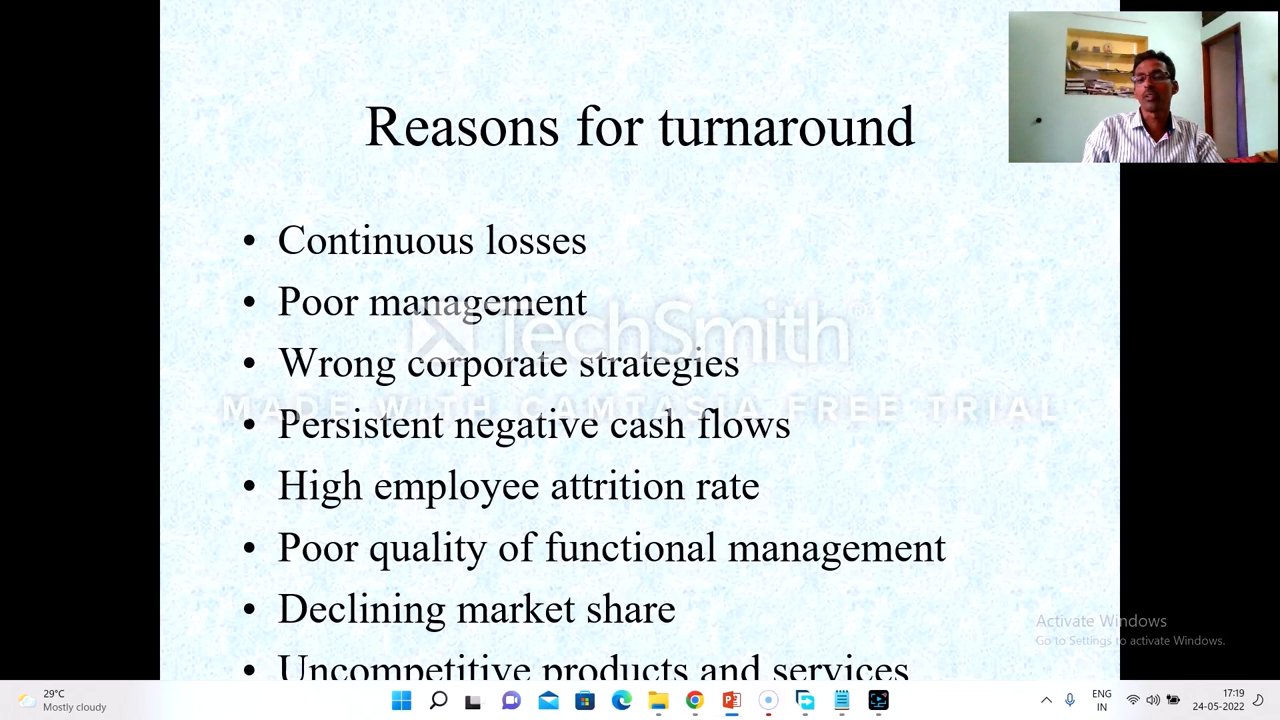 Reasons for turnaround
• Continuous losses
• Poor management
• Wrong corporate strategies
• Persistent negative cash flows
• High employee attrition rate
• Poor quality of functional management
• Declining market share
• Uncompetitive products and services
TechSmith®
MADE WITH CAMTASIA FREE TRIAL
Activate Windows
Go to Settings to activate Windows.
29°C
Mostly cloudy
ENG
IN
17:19
24-05-2022